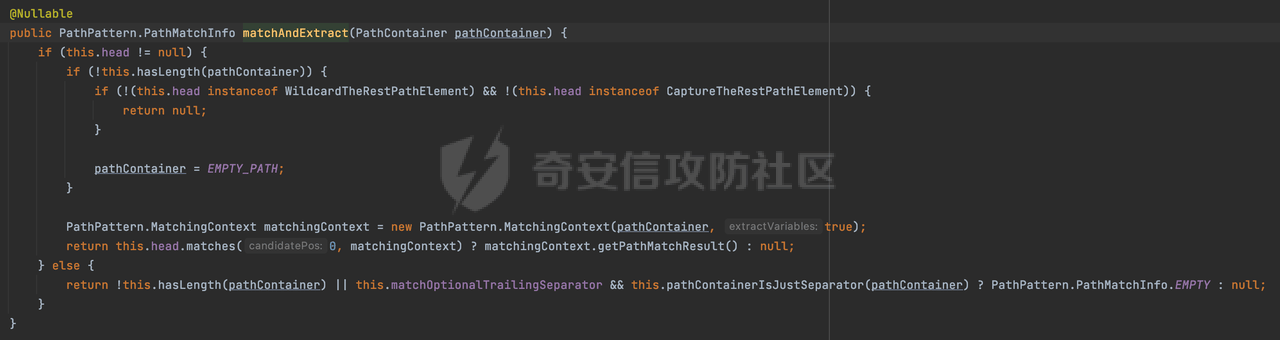 @Nullable
public PathPattern.PathMatchInfo matchAndExtract(PathContainer pathContainer) {
if (this.head != null) {
if (!this.hasLength(pathContainer)) {
if (!(this.head instanceof WildcardTheRestPathElement) && !(this.head instanceof CaptureTheRestPathElement)) {
return null;
}
pathContainer = EMPTY_PATH;
}
PathPattern.MatchingContext matchingContext = new PathPattern.MatchingContext(pathContainer, extractVariables: true);
return this.head.matches( candidatePos: 0, matchingContext) ? matchingContext.getPathMatchResult() : null;
} else {
return !this.hasLength(pathContainer) || this.matchOptionalTrailingSeparator && this.pathContainerIsJustSeparator(pathContainer) ? PathPattern.PathMatchInfo.EMPTY : null;
}
}
奇安信攻防社区